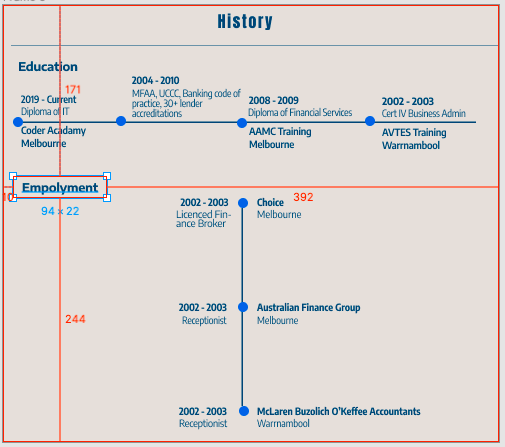 History
Education
171
2004 - 2010
MFAA, UCCC, Banking code of
practice, 30+ lender
accreditations
2019 - Current
Diploma of IT
2008 - 2009
Diploma of Financial Services
2002 - 2003
Cert IV Business Admin
Coder Acadamy
Melbourne
AAMC Training
Melbourne
AVTES Training
Warrnambool
Empolyment
10
392
94 × 22
2002 - 2003
Licenced Fin-
ance Broker
Choice
Melbourne
244
2002 - 2003
Receptionist
Australian Finance Group
Melbourne
2002 - 2003
Receptionist
McLaren Buzolich O'Keffee Accountants
Warrnambool